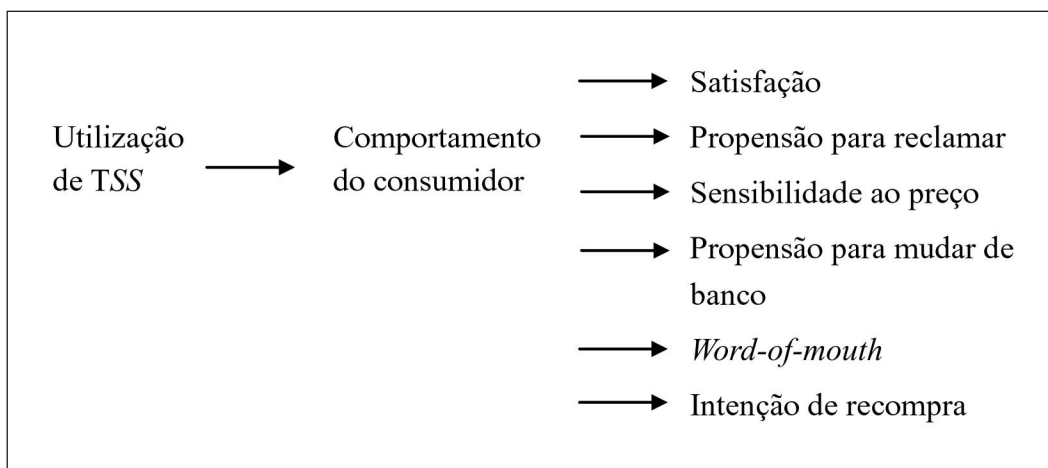 Utilização
de TSS
Comportamento
do consumidor
Satisfação
Propensão para reclamar
Sensibilidade ao preço
Propensão para mudar de
banco
Word-of-mouth
Intenção de recompra